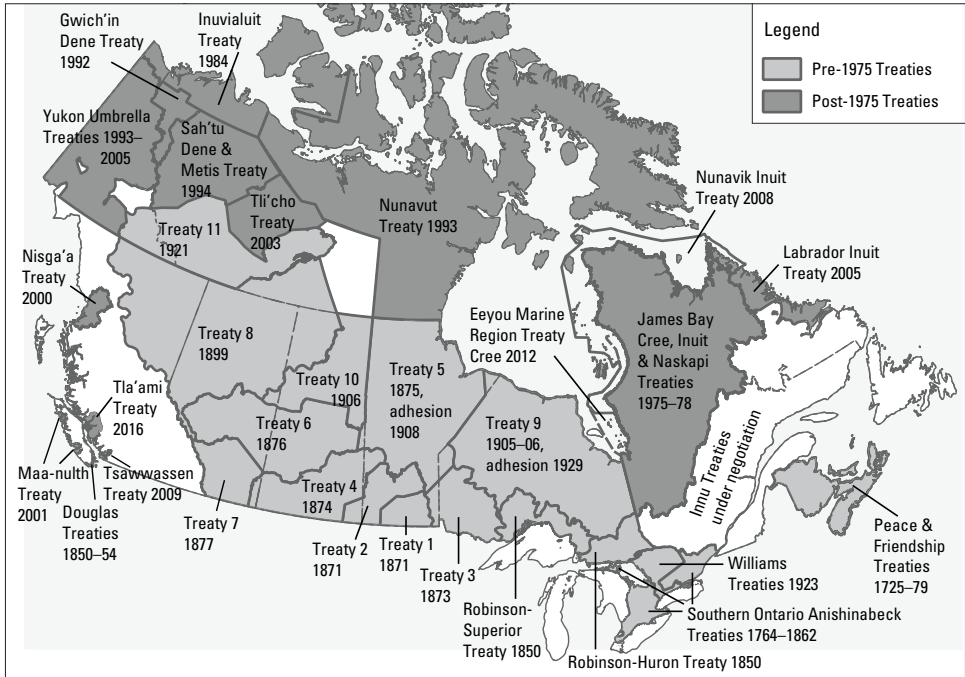 Gwich'in
Dene Treaty
1992
Inuvialuit
Treaty
1984
Legend
Pre-1975 Treaties
Post-1975 Treaties
Yukon Umbrella
Treaties 1993–
2005
Sah'tu
Dene &
Metis Treaty
1994
Tli'cho
Treaty
2003
Nunavut
Treaty 1993
Nunavik Inuit
Treaty 2008
Labrador Inuit
Treaty 2005
Treaty 11
1921
Nisga'a
Treaty
2000
Treaty 8
1899
Eeyou Marine
Region Treaty
Cree 2012
James Bay
Cree, Inuit
& Naskapi
Treaties
1975–78
Treaty 10
1906
Treaty 5
1875,
adhesion
1908
Tla'ami
Treaty
2016
Treaty 6
1876
Treaty 9
1905–06,
adhesion 1929
Maa-nulth
Treaty
2001
Tsawwassen
Treaty 2009
Douglas
Treaties
1850–54
Treaty 7
1877
Treaty 4
1874
Treaty 2
1871
Treaty 1
1871
Treaty 3
1873
Innu Treaties
under negotiation
Peace &
Friendship
Treaties
1725–79
Williams
Treaties 1923
Southern Ontario Anishinabeck
Treaties 1764–1862
Robinson-
Superior
Treaty 1850
Robinson-Huron Treaty 1850